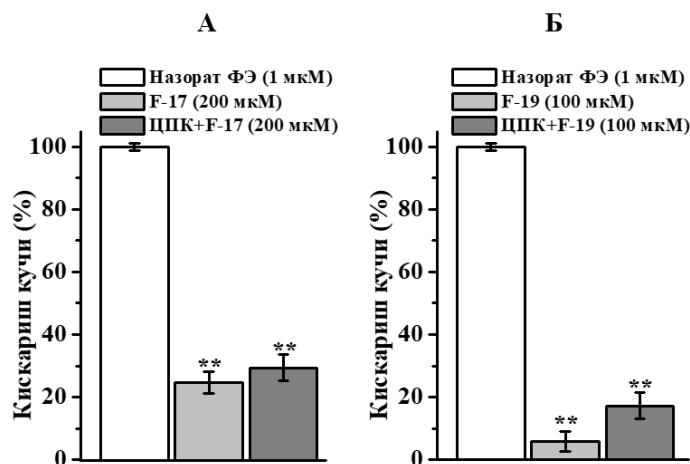 А
Назорат ФЭ (1 мкМ)
F-17 (200 мкМ)
ЦПК+F-17 (200 мкМ)
Кискариш кучи (%)
100
80
60
40
20
0
**
**
Б
Назорат ФЭ (1 мкМ)
F-19 (100 мкМ)
ЦПК+F-19 (100 мкМ)
Кискариш кучи (%)
100
80
60
40
20
0
**
**